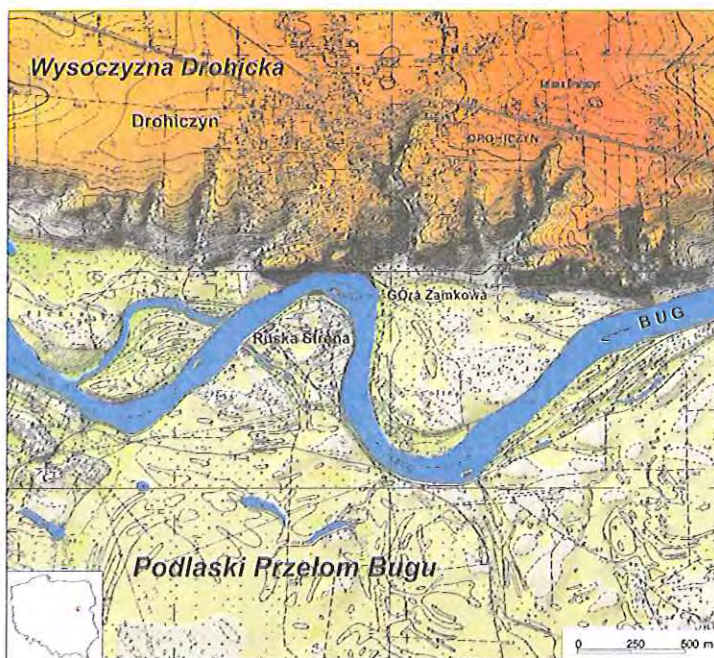 Wysoczyzna Drohicka
Drohiczyn
DROHICZYN
GÓra Zamkowa
Ruska Strona
BUG
Podlaski Przełom Bugu
0 250 500 m